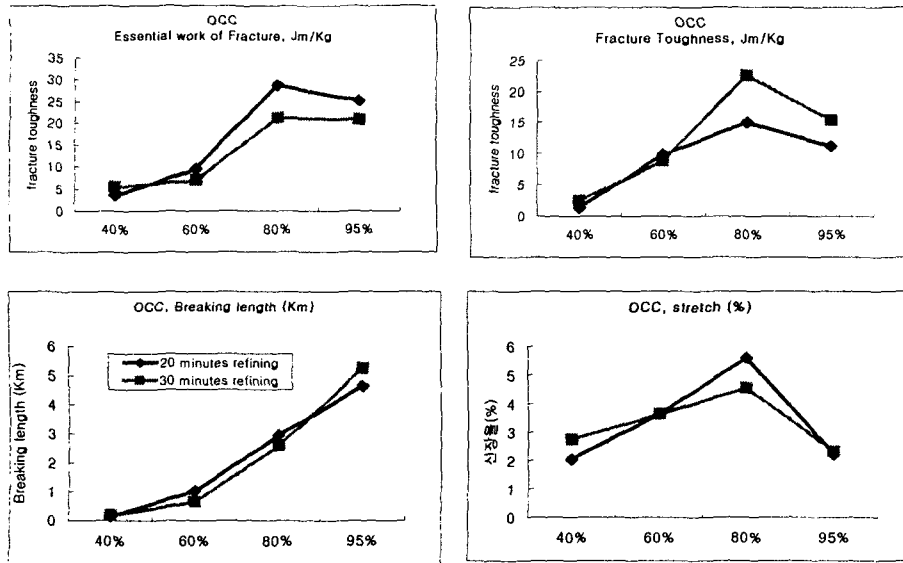 OCC
Essential work of Fracture, Jm/Kg
fracture toughness
35
30
25
20
15
10
5
0
40% 60% 80% 95%
OCC
Fracture Toughness, Jm/Kg
fracture toughness
25
20
15
10
5
0
40% 60% 80% 95%
OCC, Breaking length (Km)
Breaking length (Km)
6
5
4
3
2
1
0
20 minutes refining
30 minutes refining
40% 60% 80% 95%
OCC, stretch (%)
신장율(%)
6
5
4
3
2
1
0
40% 60% 80% 95%